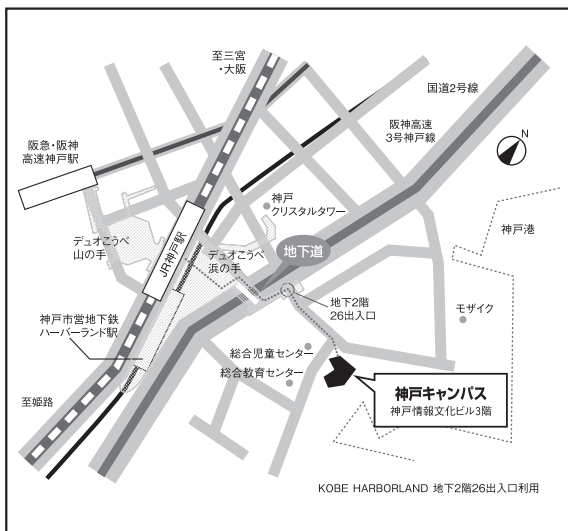 至三宮
・大阪
国道2号線
阪神高速
3号神戸線
N
阪急・阪神
高速神戸駅
神戸
クリスタルタワー
神戸港
デュオこうべ
山の手
JR神戸駅
デュオこうべ
浜の手
地下道
地下2階
26出入口
モザイク
神戸市営地下鉄
ハーバーランド駅
総合児童センター
総合教育センター
至姫路
神戸キャンパス
神戸情報文化ビル3階
KOBE HARBORLAND 地下2階26出入口利用